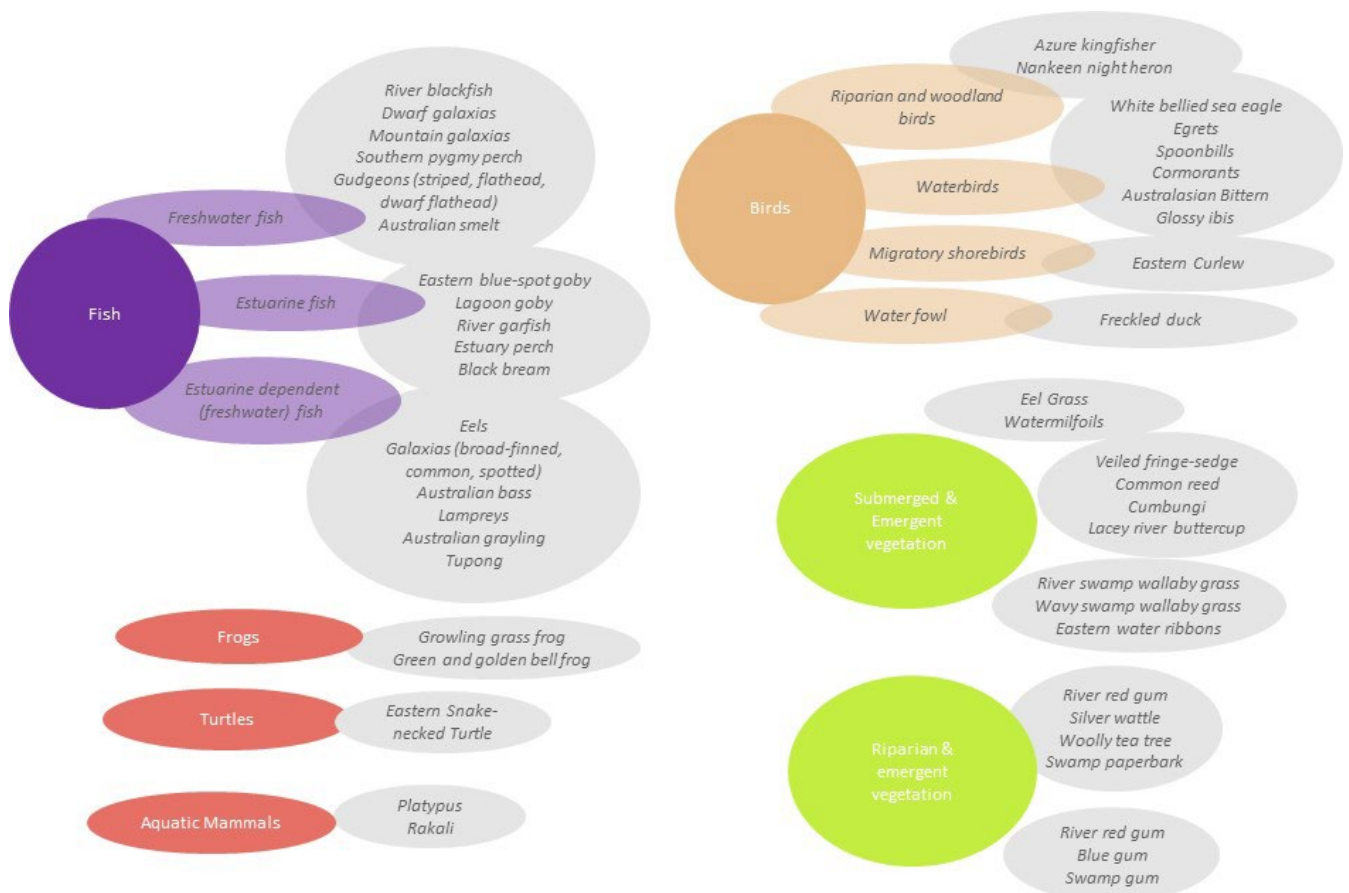 Fish
Freshwater fish
River blackfish
Dwarf galaxias
Mountain galaxias
Southern pygmy perch
Gudgeons (striped, flathead,
dwarf flathead)
Australian smelt
Estuarine fish
Eastern blue-spot goby
Lagoon goby
River garfish
Estuary perch
Black bream
Estuarine dependent
(freshwater) fish
Eels
Galaxias (broad-finned,
common, spotted)
Australian bass
Lampreys
Australian grayling
Tupong
Frogs
Growling grass frog
Green and golden bell frog
Turtles
Eastern Snake-
necked Turtle
Aquatic Mammals
Platypus
Rakali
Birds
Riparian and woodland
birds
Azure kingfisher
Nankeen night heron
Waterbirds
White bellied sea eagle
Egrets
Spoonbills
Cormorants
Australasian Bittern
Glossy ibis
Migratory shorebirds
Eastern Curlew
Water fowl
Freckled duck
Submerged &
Emergent
vegetation
Eel Grass
Watermilfoils
Veiled fringe-sedge
Common reed
Cumbungi
Lacey river buttercup
River swamp wallaby grass
Wavy swamp wallaby grass
Eastern water ribbons
Riparian &
emergent
vegetation
River red gum
Silver wattle
Woolly tea tree
Swamp paperbark
River red gum
Blue gum
Swamp gum